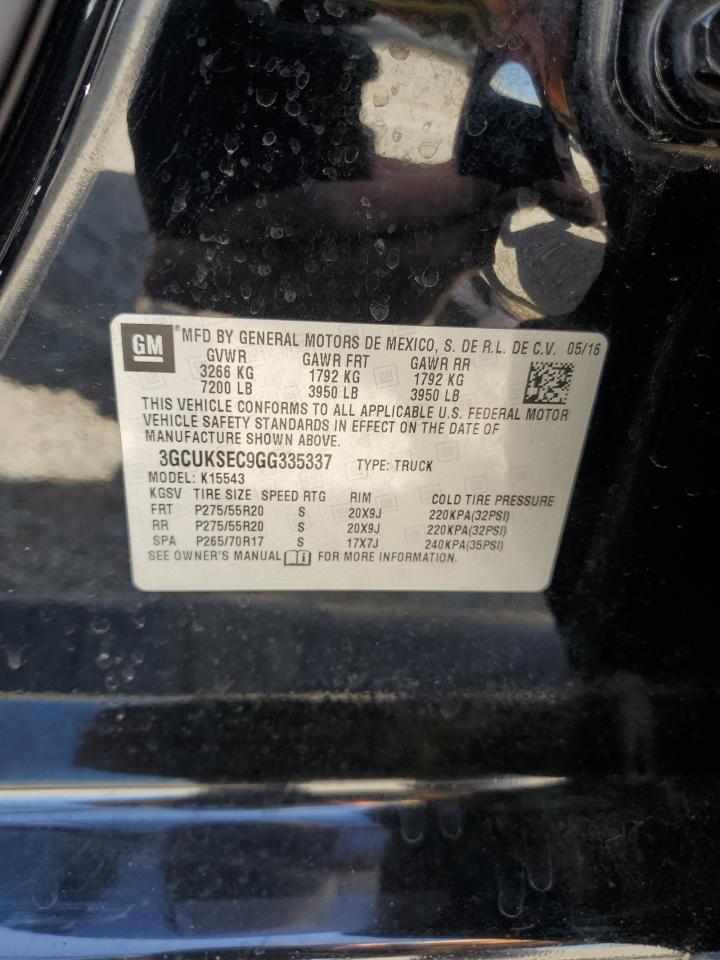 GM ® MFD BY GENERAL MOTORS DE MEXICO, S. DE R.L. DE C.V. 05/16
GVWR GAWR FRT GAWR RR
3266 KG 1792 KG 1792 KG
7200 LB 3950 LB 3950 LB
THIS VEHICLE CONFORMS TO ALL APPLICABLE U.S. FEDERAL MOTOR
VEHICLE SAFETY STANDARDS IN EFFECT ON THE DATE OF
MANUFACTURE SHOWN ABOVE.
3GCUKSEC9GG335337 TYPE: TRUCK
MODEL: K15543
KGSV TIRE SIZE SPEED RTG RIM COLD TIRE PRESSURE
FRT P275/55R20 S 20X9J 220KPA(32PSI)
RR P275/55R20 S 20X9J 220KPA(32PSI)
SPA P265/70R17 S 17X7J 240KPA(35PSI)
SEE OWNER'S MANUAL FOR MORE INFORMATION.